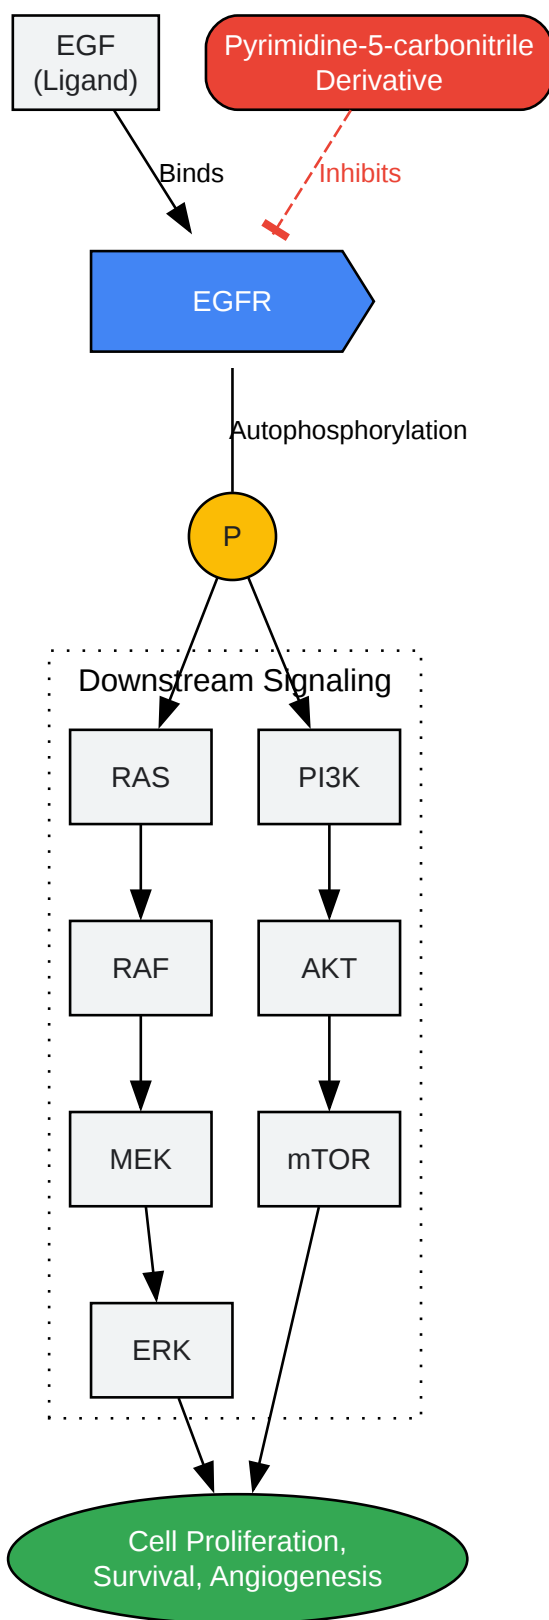 EGF
(Ligand)
Pyrimidine-5-carbonitrile
Derivative
Binds
Inhibits
EGFR
Autophosphorylation
P
Downstream Signaling
RAS
PI3K
RAF
AKT
MEK
mTOR
ERK
Cell Proliferation,
Survival, Angiogenesis